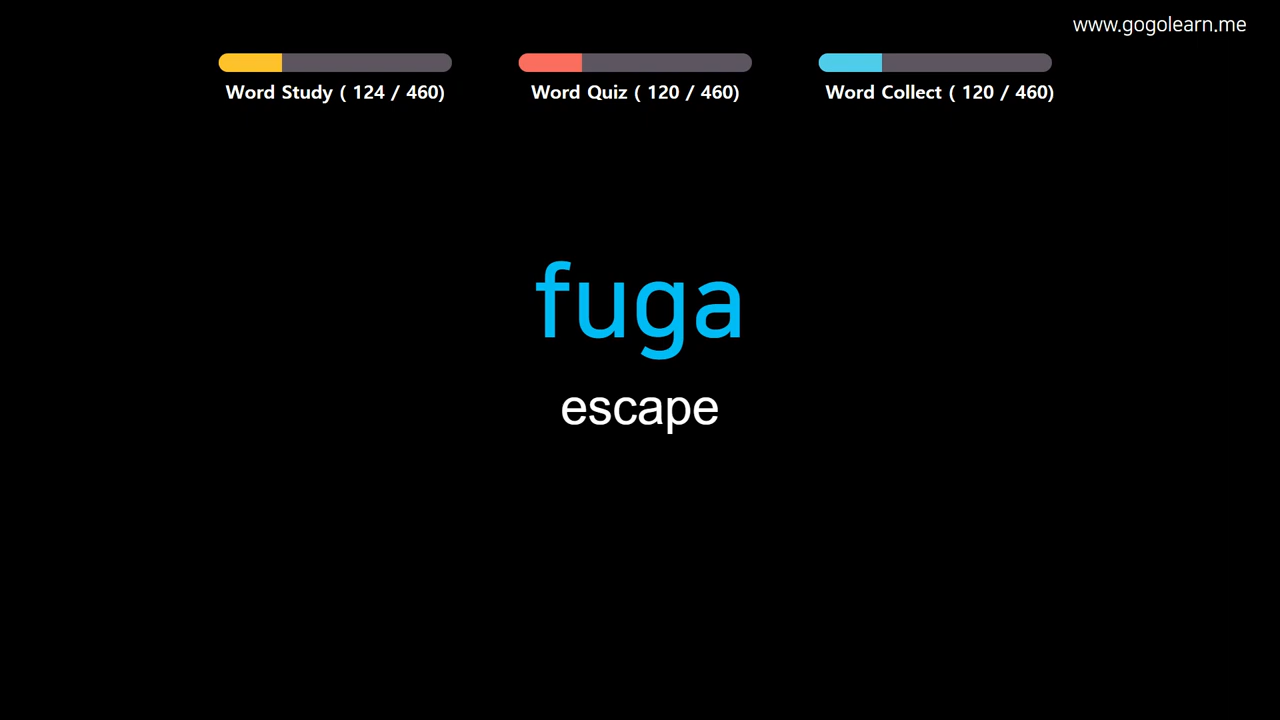 www.gogolearn.me
Word Study ( 124 / 460)
Word Quiz ( 120 / 460)
Word Collect ( 120 / 460)
fuga
escape